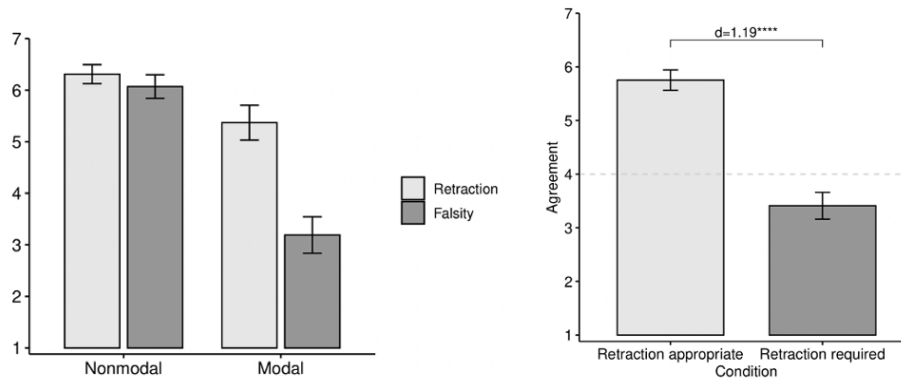 7
6
5
4
3
2
1
Nonmodal
Modal
Retraction
Falsity
Agreement
7
6
5
4
3
2
1
d=1.19****
Retraction appropriate
Retraction required
Condition